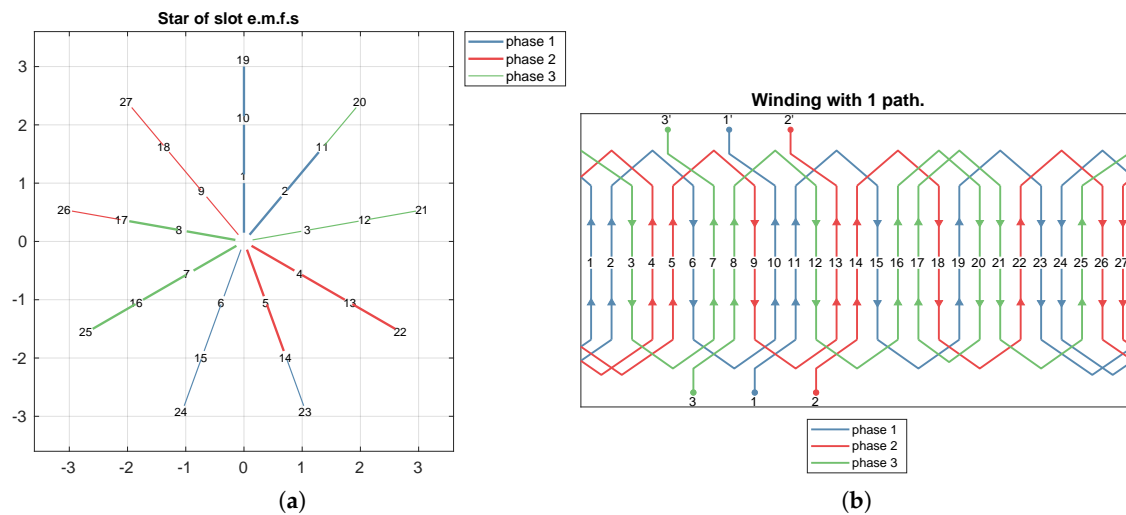 Star of slot e.m.f.s
phase 1
phase 2
phase 3
3
2
1
0
-1
-2
-3
-3 -2 -1 0 1 2 3
19
27 20
10
18 11
1
9 2
26 21
17 12
8 3
7 4
16 6 5 13
25 22
15 14
24 23
(a)
Winding with 1 path.
3' 1' 2'
1 2 3 4 5 6 7 8 9 10 11 12 13 14 15 16 17 18 19 20 21 22 23 24 25 26 27
3 1 2
phase 1
phase 2
phase 3
(b)